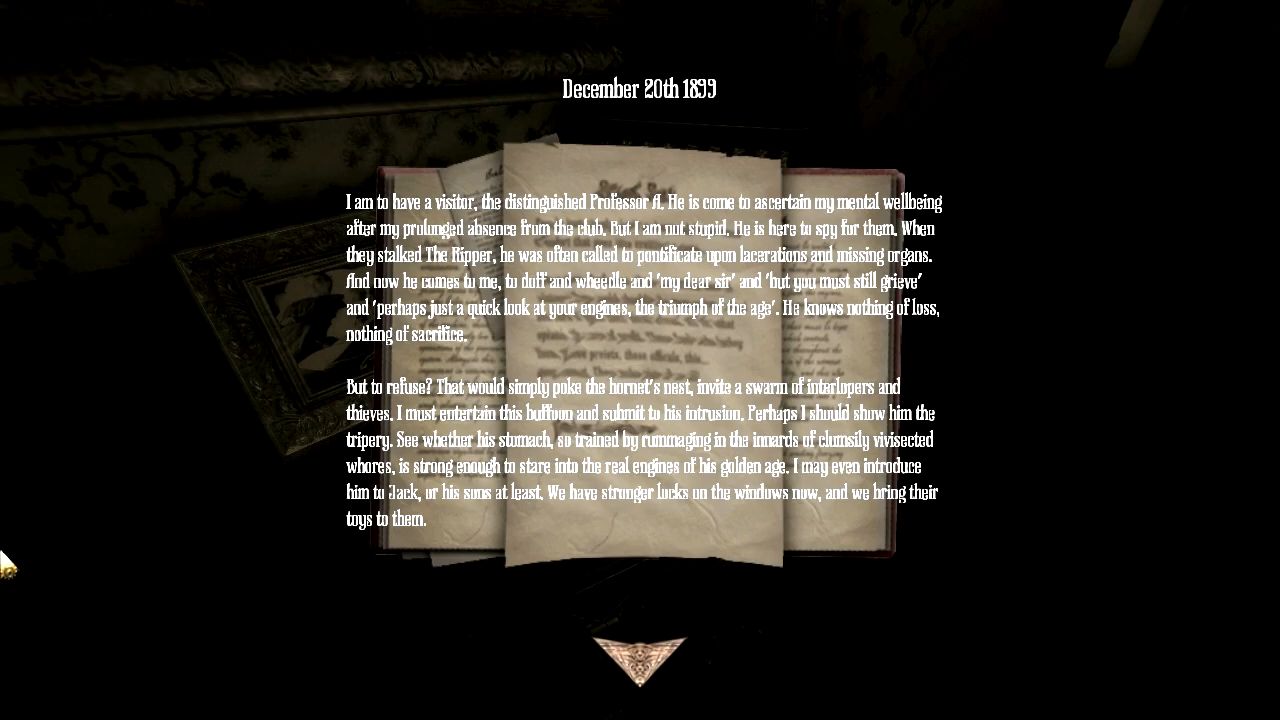 December 20th 1899
I am to have a visitor, the distinguished Professor A. He is come to ascertain my mental wellbeing
after my prolonged absence from the club. But I am not stupid. He is here to spy for them. When
they stalked The Ripper, he was often called to pontificate upon lacerations and missing organs.
And now he comes to me, to duff and wheedle and 'my dear sir' and 'but you must still grieve'
and 'perhaps just a quick look at your engines, the triumph of the age'. He knows nothing of loss,
nothing of sacrifice.
But to refuse? That would simply poke the hornet's nest, invite a swarm of interlopers and
thieves. I must entertain this buffoon and submit to his intrusion. Perhaps I should show him the
tripery. See whether his stomach, so trained by rummaging in the innards of clumsily vivisected
whores, is strong enough to stare into the real engines of his golden age. I may even introduce
him to Jack, or his sons at least. We have stronger locks on the windows now, and we bring their
toys to them.